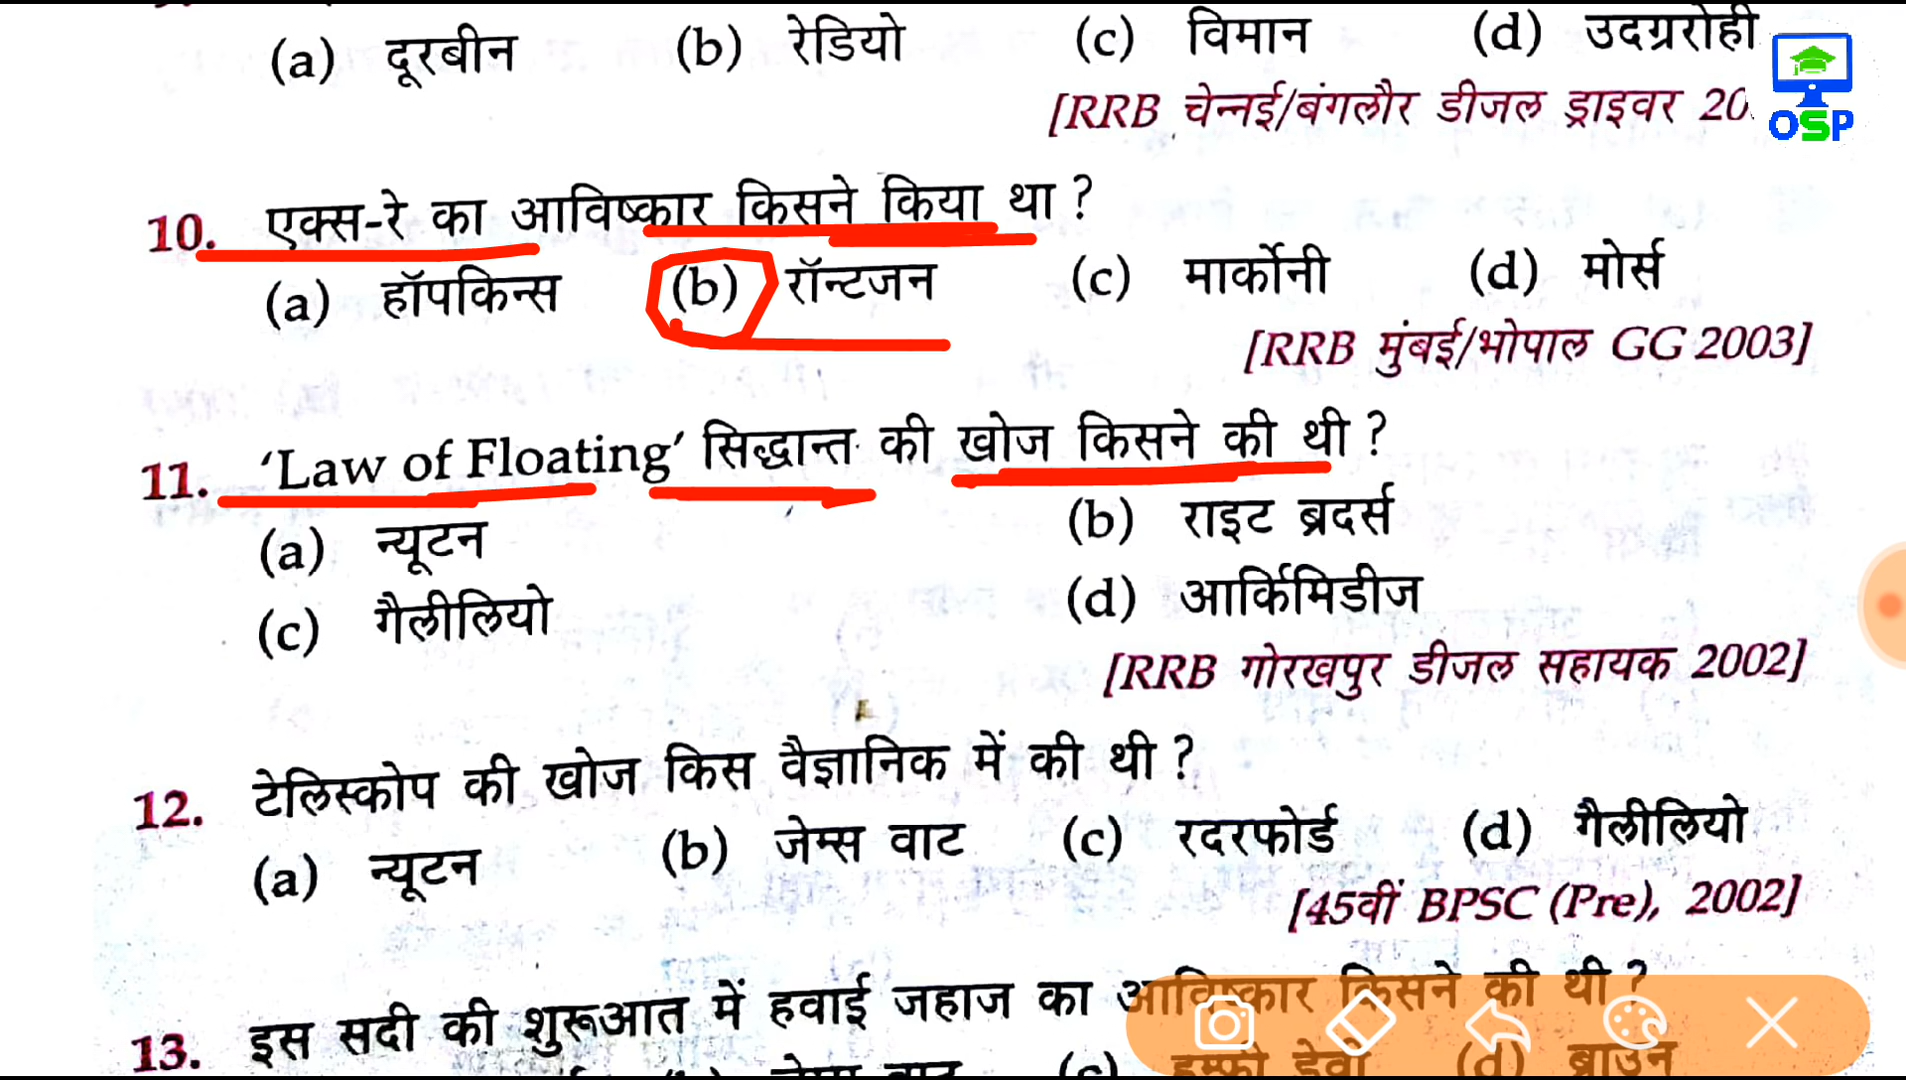 (a) दूरबीन (b) रेडियो (c) विमान (d) उदग्ररोही
[RRB चेन्नई/बंगलौर डीजल ड्राइवर 20
OSP
10. एक्स-रे का आविष्कार किसने किया था ?
(a) हॉपकिन्स (b) रॉन्टजन (c) मार्कोनी (d) मोर्स
[RRB मुंबई/भोपाल GG 2003]
11. ‘Law of Floating’ सिद्धान्त की खोज किसने की थी ?
(a) न्यूटन (b) राइट ब्रदर्स
(c) गैलीलियो (d) आर्किमिडीज
[RRB गोरखपुर डीजल सहायक 2002]
12. टेलिस्कोप की खोज किस वैज्ञानिक में की थी ?
(a) न्यूटन (b) जेम्स वाट (c) रदरफोर्ड (d) गैलीलियो
[45वीं BPSC (Pre), 2002]
13. इस सदी की शुरूआत में हवाई जहाज का आविष्कार किसने की थी ?
जेम्स वाट (c) हम्फ्री डेवी (d) ब्राउन